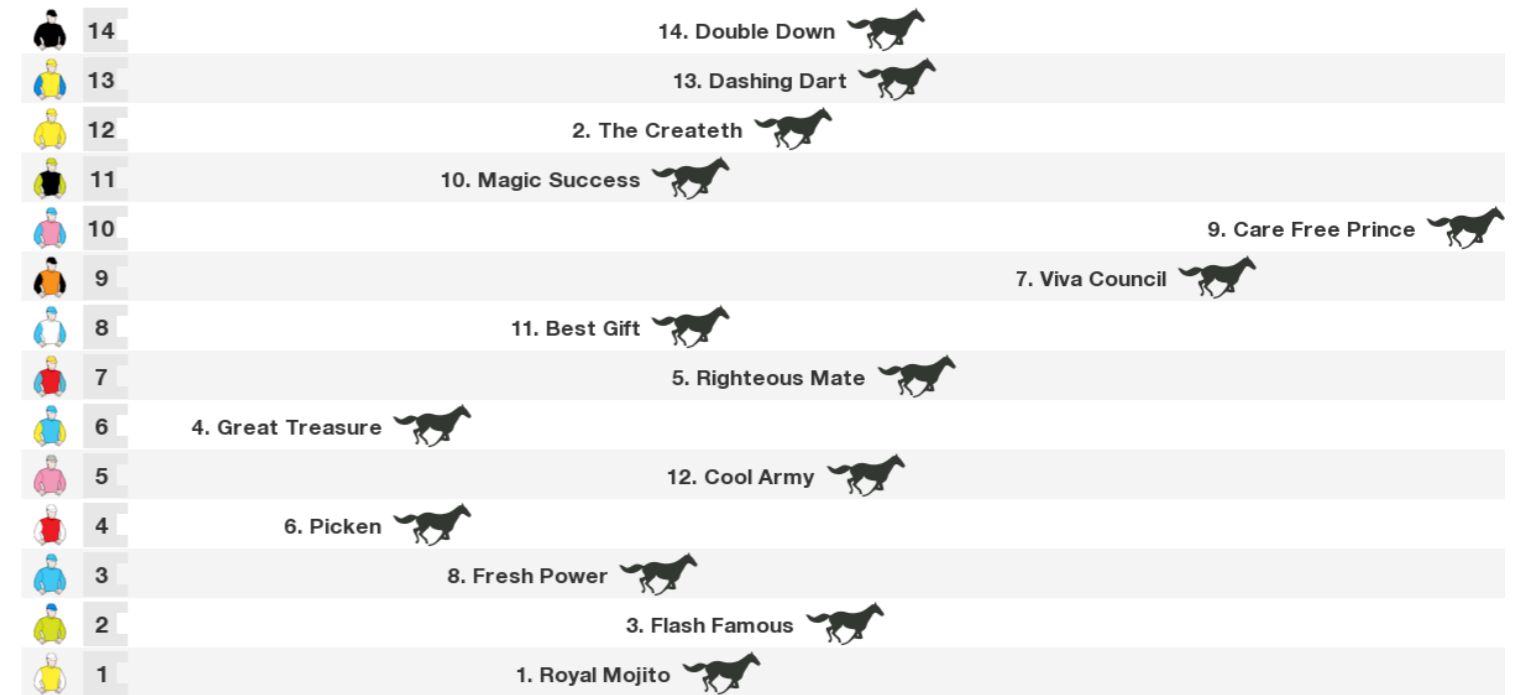 14 14. Double Down
13 13. Dashing Dart
12 2. The Createth
11 10. Magic Success
10 9. Care Free Prince
9 7. Viva Council
8 11. Best Gift
7 5. Righteous Mate
6 4. Great Treasure
5 12. Cool Army
4 6. Picken
3 8. Fresh Power
2 3. Flash Famous
1 1. Royal Mojito